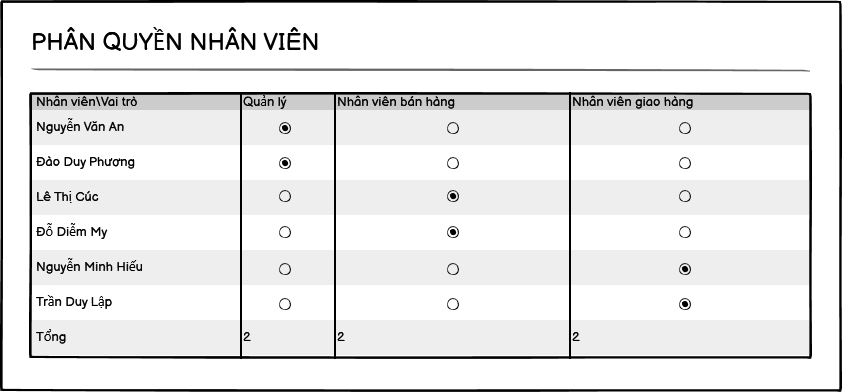 PHÂN QUYỀN NHÂN VIÊN
Nhân viên\Vai trò Quản lý Nhân viên bán hàng Nhân viên giao hàng
Nguyễn Văn An
Đào Duy Phương
Lê Thị Cúc
Đỗ Diễm My
Nguyễn Minh Hiếu
Trần Duy Lập
Tổng 2 2 2